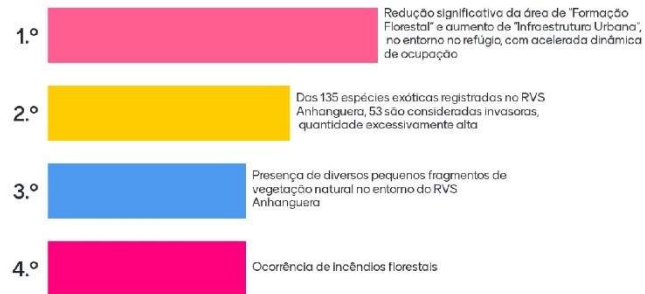 1.º
Redução significativa da área de "Formação
Florestal" e aumento de "Infraestrutura Urbana",
no entorno no refúgio, com acelerada dinâmica
de ocupação
2.º
Das 135 espécies exóticas registradas no RVS
Anhanguera, 53 são consideradas invasoras,
quantidade excessivamente alta
3.º
Presença de diversos pequenos fragmentos de
vegetação natural no entorno do RVS
Anhanguera
4.º
Ocorrência de incêndios florestais